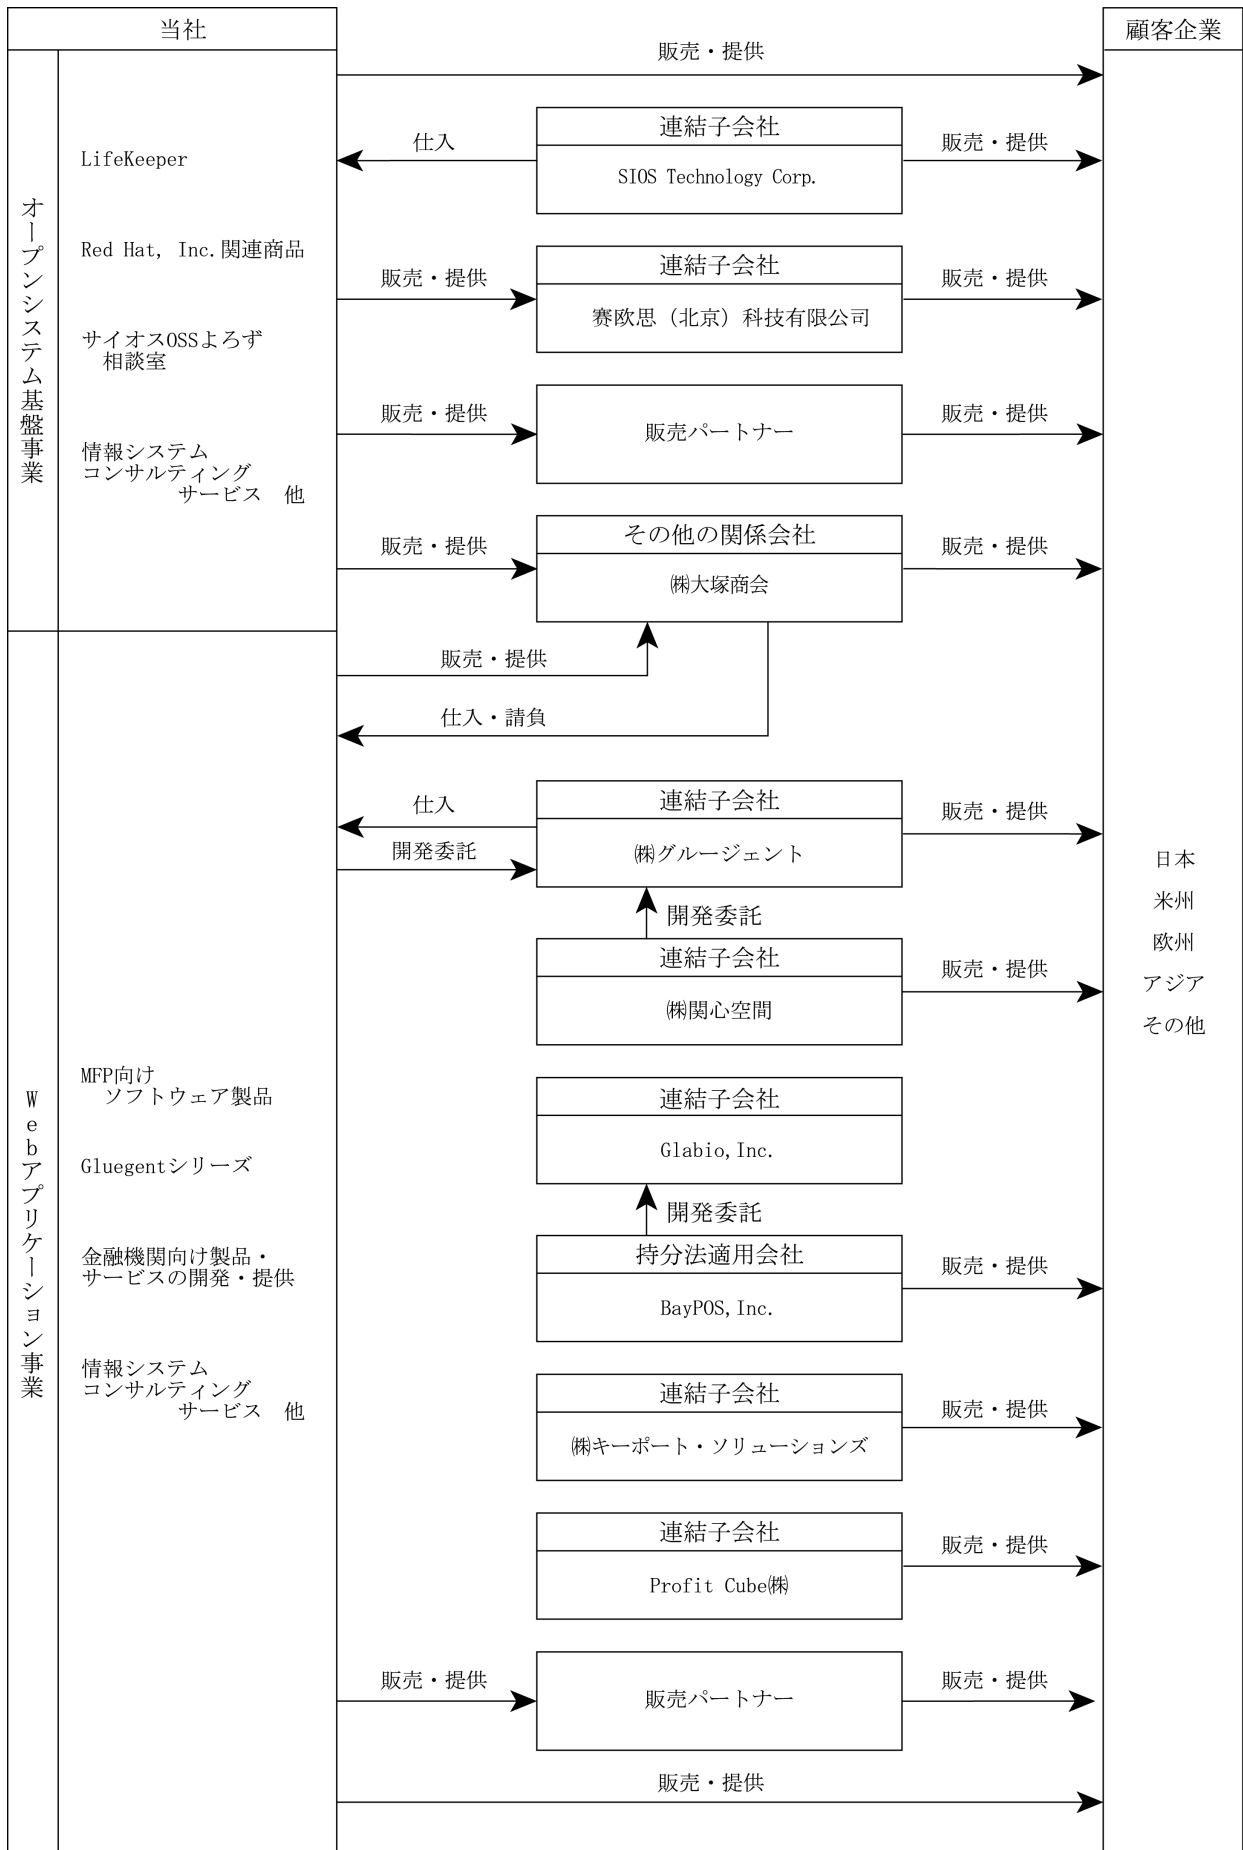 当社
顧客企業
オープンシステム基盤事業
LifeKeeper
Red Hat, Inc.関連商品
サイオスOSSよろず
相談室
情報システム
コンサルティング
サービス　他
販売・提供
仕入
連結子会社
SIOS Technology Corp.
販売・提供
販売・提供
連結子会社
赛欧思（北京）科技有限公司
販売・提供
販売・提供
販売パートナー
販売・提供
販売・提供
その他の関係会社
㈱大塚商会
販売・提供
販売・提供
仕入・請負
Webアプリケーション事業
MFP向け
ソフトウェア製品
Gluegentシリーズ
金融機関向け製品・
サービスの開発・提供
情報システム
コンサルティング
サービス　他
仕入
開発委託
連結子会社
㈱グルージェント
販売・提供
開発委託
連結子会社
㈱関心空間
販売・提供
連結子会社
Glabio,Inc.
開発委託
持分法適用会社
BayPOS,Inc.
販売・提供
連結子会社
㈱キーポート・ソリューションズ
販売・提供
連結子会社
Profit Cube㈱
販売・提供
販売・提供
販売パートナー
販売・提供
販売・提供
日本
米州
欧州
アジア
その他